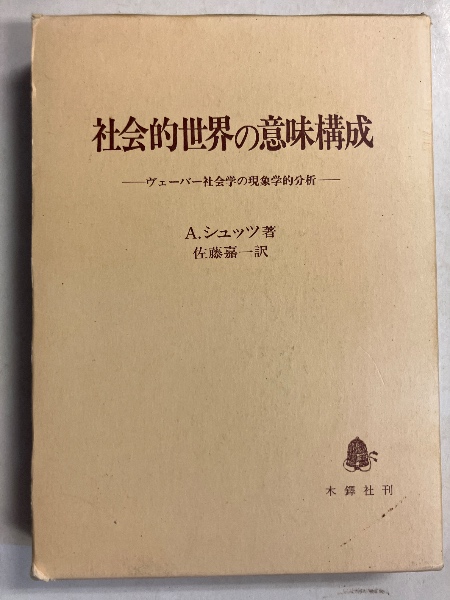 社会的世界の意味構成
——ヴェーバー社会学の現象学的分析——
A.シュッツ著
佐藤嘉一訳
木鐸社刊